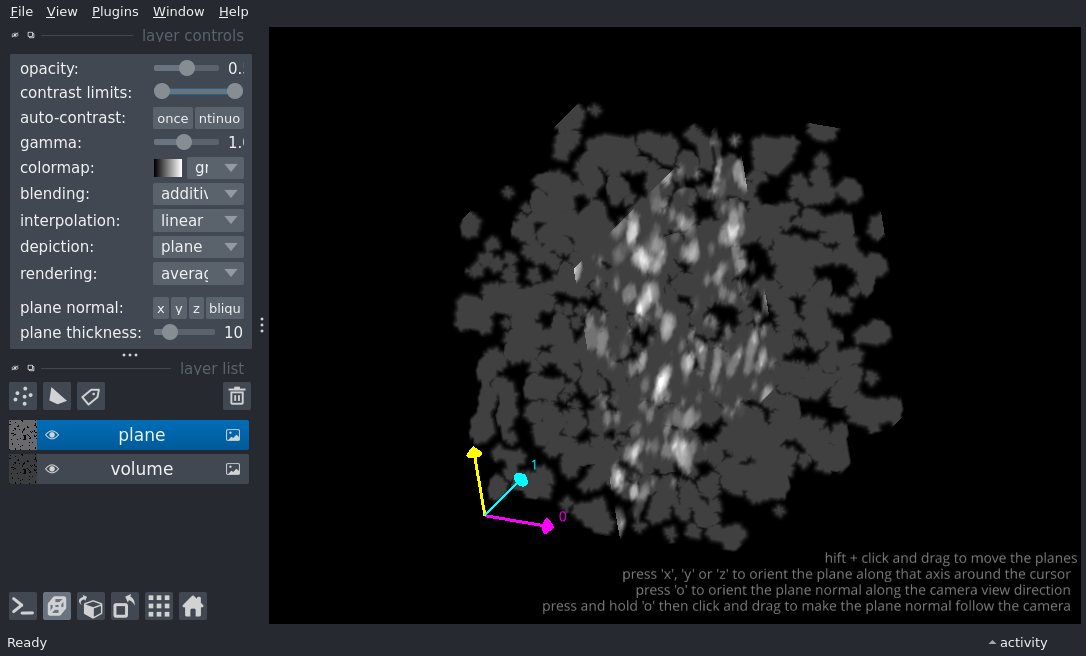 File View Plugins Window Help
layer controls
opacity: 0.
contrast limits:
auto-contrast: once ntinuo
gamma: 1.
colormap: gr
blending: additi
interpolation: linear
depiction: plane
rendering: averag
plane normal: x y z bliqu
plane thickness: 10
layer list
plane
volume
1
0
hift + click and drag to move the planes
press 'x', 'y' or 'z' to orient the plane along that axis around the cursor
press 'o' to orient the plane normal along the camera view direction
press and hold 'o' then click and drag to make the plane normal follow the camera
Ready activity